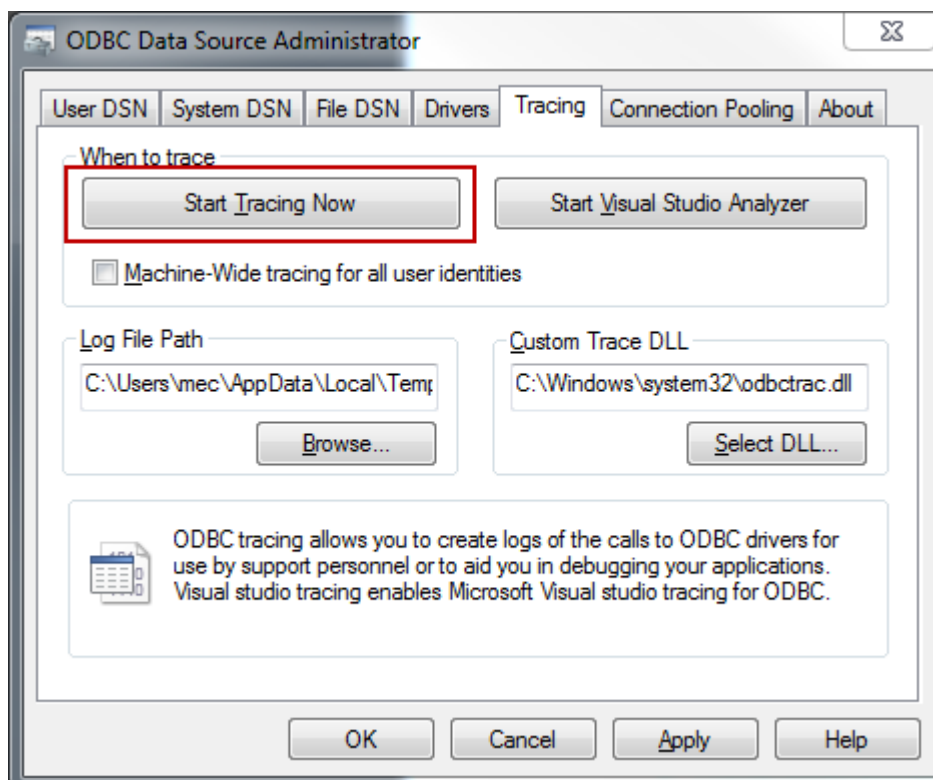 ODBC Data Source Administrator
User DSN System DSN File DSN Drivers Tracing Connection Pooling About
When to trace
Start Tracing Now Start Visual Studio Analyzer
Machine-Wide tracing for all user identities
Log File Path Custom Trace DLL
C:\Users\mec\AppData\Local\Temp C:\Windows\system32\odbctrac.dll
Browse... Select DLL...
ODBC tracing allows you to create logs of the calls to ODBC drivers for
use by support personnel or to aid you in debugging your applications.
Visual studio tracing enables Microsoft Visual studio tracing for ODBC.
OK Cancel Apply Help